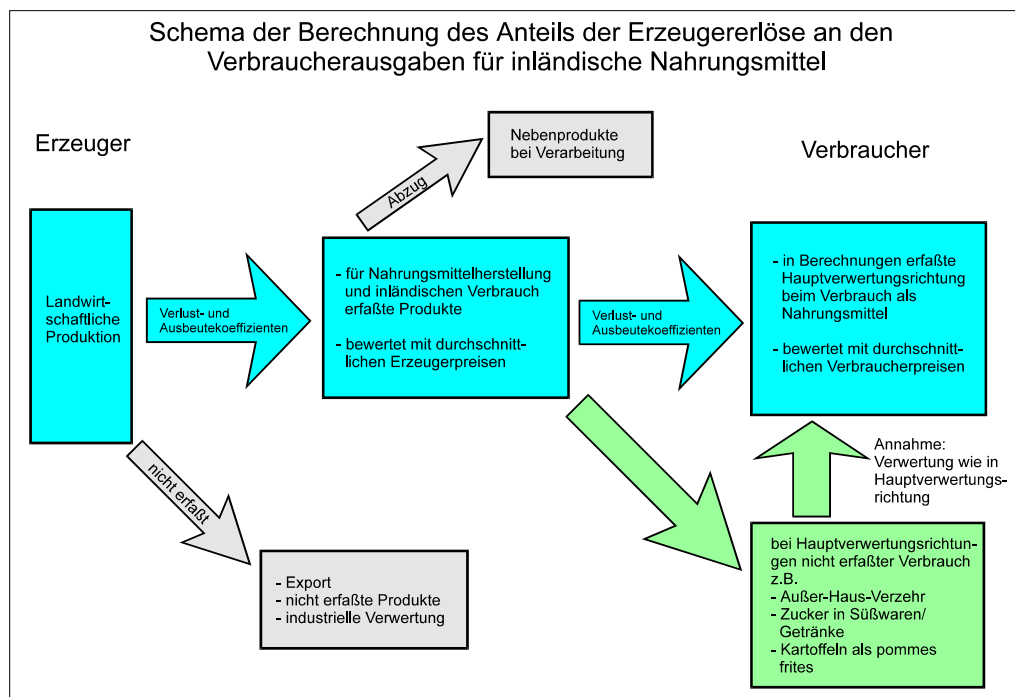 Schema der Berechnung des Anteils der Erzeugererlöse an den
Verbraucherausgaben für inländische Nahrungsmittel
Erzeuger
Verbraucher
Nebenprodukte
bei Verarbeitung
Abzug
Landwirt-
schaftliche
Produktion
Verlust- und
Ausbeutekoeffizienten
- für Nahrungsmittelherstellung
und inländischen Verbrauch
erfaßte Produkte
- bewertet mit durchschnitt-
lichen Erzeugerpreisen
Verlust- und
Ausbeutekoeffizienten
- in Berechnungen erfaßte
Hauptverwertungsrichtung
beim Verbrauch als
Nahrungsmittel
- bewertet mit durchschnitt-
lichen Verbraucherpreisen
nicht erfaßt
- Export
- nicht erfaßte Produkte
- industrielle Verwertung
Annahme:
Verwertung wie in
Hauptverwertungs-
richtung
bei Hauptverwertungsrichtun-
gen nicht erfaßter Verbrauch
z.B.
- Außer-Haus-Verzehr
- Zucker in Süßwaren/
Getränke
- Kartoffeln als pommes
frites